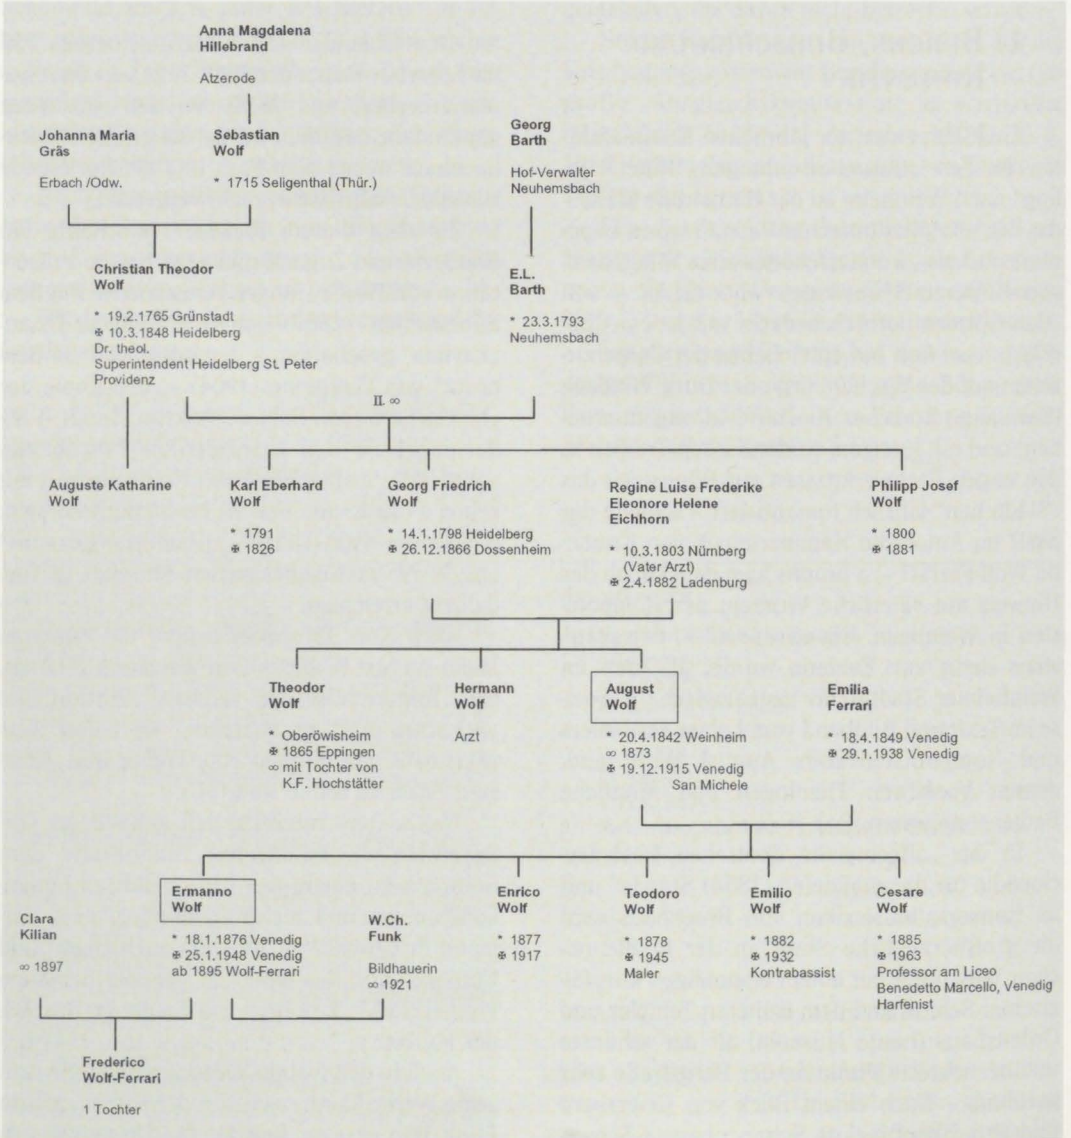 Anna Magdalena
Hillebrand
Atzerode
Johanna Maria
Gräs
Erbach /Odw.
Sebastian
Wolf
* 1715 Seligenthal (Thür.)
Georg
Barth
Hof-Verwalter
Neuhemsbach
Christian Theodor
Wolf
* 19.2.1765 Grünstadt
✠ 10.3.1848 Heidelberg
Dr. theol.
Superintendent Heidelberg St. Peter
Providenz
E.L.
Barth
* 23.3.1793
Neuhemsbach
II. ∞
Auguste Katharine
Wolf
Karl Eberhard
Wolf
* 1791
✠ 1826
Georg Friedrich
Wolf
* 14.1.1798 Heidelberg
✠ 26.12.1866 Dossenheim
Regine Luise Frederike
Eleonore Helene
Eichhorn
* 10.3.1803 Nürnberg
(Vater Arzt)
✠ 2.4.1882 Ladenburg
Philipp Josef
Wolf
* 1800
✠ 1881
Theodor
Wolf
* Oberöwisheim
✠ 1865 Eppingen
∞ mit Tochter von
K.F. Hochstätter
Hermann
Wolf
Arzt
August
Wolf
* 20.4.1842 Weinheim
∞ 1873
✠ 19.12.1915 Venedig
San Michele
Emilia
Ferrari
* 18.4.1849 Venedig
✠ 29.1.1938 Venedig
Clara
Kilian
∞ 1897
Ermanno
Wolf
* 18.1.1876 Venedig
✠ 25.1.1948 Venedig
ab 1895 Wolf-Ferrari
W.Ch.
Funk
Bildhauerin
∞ 1921
Enrico
Wolf
* 1877
✠ 1917
Teodoro
Wolf
* 1878
✠ 1945
Maler
Emilio
Wolf
* 1882
✠ 1932
Kontrabassist
Cesare
Wolf
* 1885
✠ 1963
Professor am Liceo
Benedetto Marcello, Venedig
Harfenist
Frederico
Wolf-Ferrari
1 Tochter